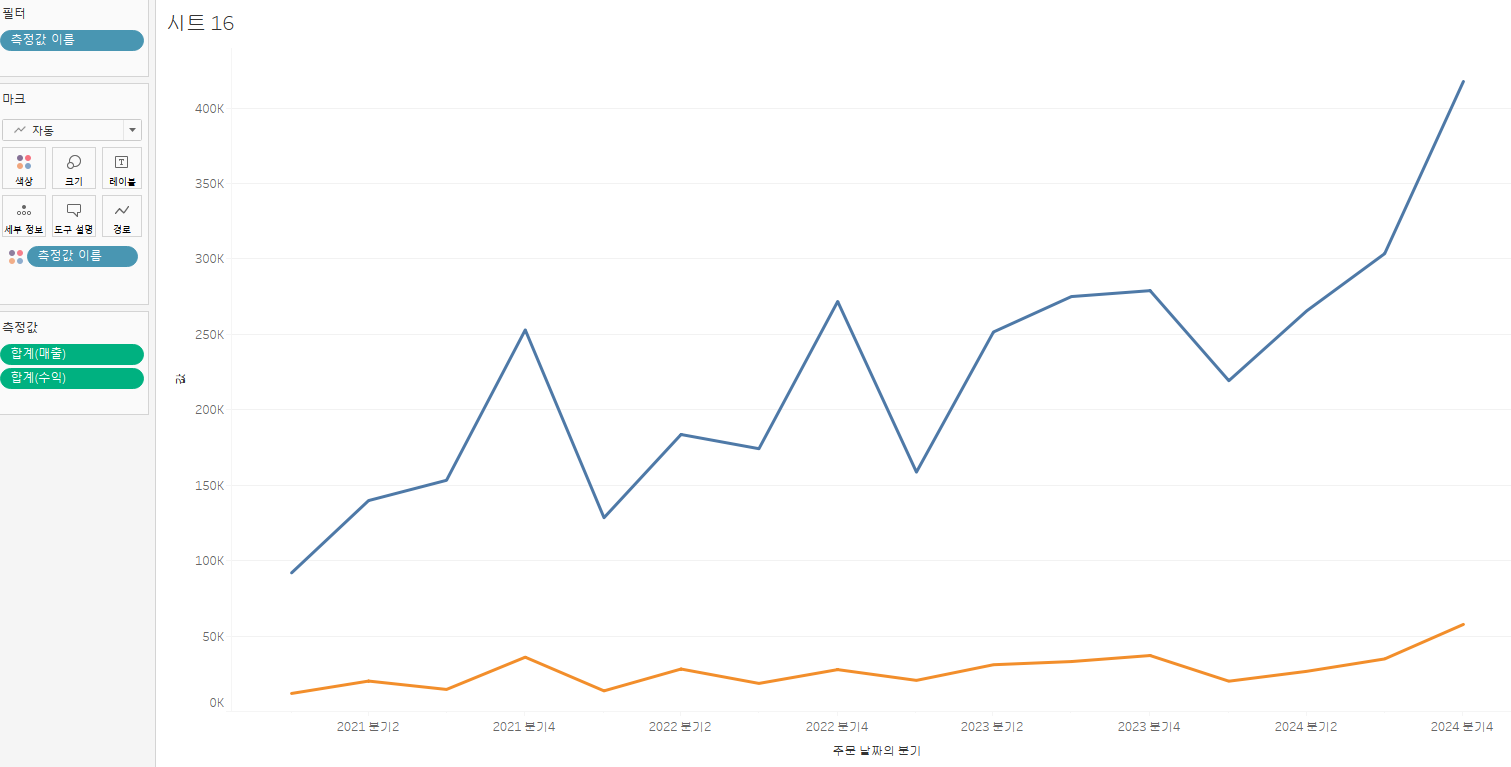 필터
측정값 이름
마크
자동
색상
크기
레이블
세부 정보
도구 설명
경로
측정값 이름
측정값
합계(매출)
합계(수익)
시트 16
400K
350K
300K
250K
200K
150K
100K
50K
0K
값
2021 분기2
2021 분기4
2022 분기2
2022 분기4
2023 분기2
2023 분기4
2024 분기2
2024 분기4
주문 날짜의 분기